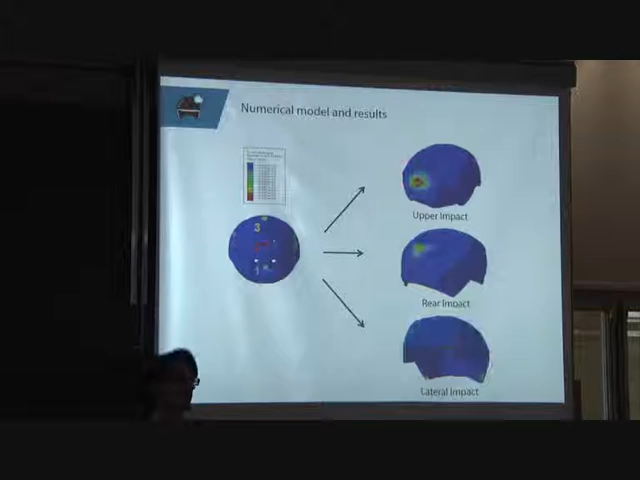 Numerical model and results
3
Upper Impact
Rear Impact
Lateral Impact